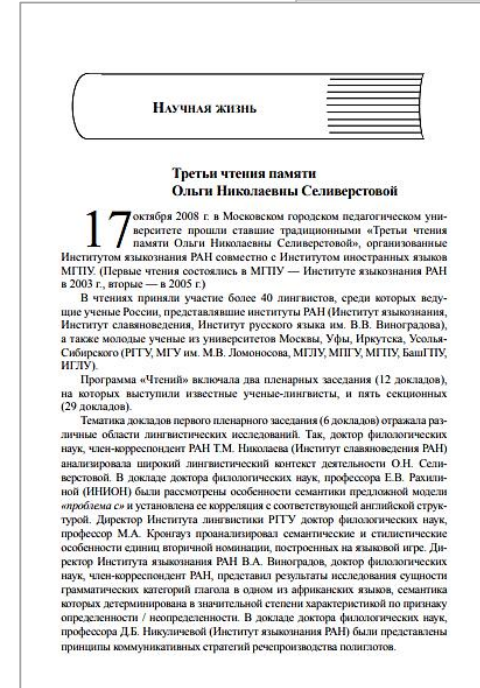 Научная жизнь
Третьи чтения памяти
Ольги Николаевны Селиверстовой
17 октября 2008 г. в Московском городском педагогическом уни-
верситете прошли ставшие традиционными «Третьи чтения
памяти Ольги Николаевны Селиверстовой», организованные
Институтом языкознания РАН совместно с Институтом иностранных языков
МГПУ. (Первые чтения состоялись в МГПУ — Институте языкознания РАН
в 2003 г., вторые — в 2005 г.)
В чтениях приняли участие более 40 лингвистов, среди которых веду-
щие ученые России, представлявшие институты РАН (Институт языкознания,
Институт славяноведения, Институт русского языка им. В.В. Виноградова),
а также молодые ученые из университетов Москвы, Уфы, Иркутска, Усолья-
Сибирского (РГГУ, МГУ им. М.В. Ломоносова, МГЛУ, МПГУ, МГПУ, БашГПУ,
ИГЛУ).
Программа «Чтений» включала два пленарных заседания (12 докладов),
на которых выступили известные ученые-лингвисты, и пять секционных
(29 докладов).
Тематика докладов первого пленарного заседания (6 докладов) отражала раз-
личные области лингвистических исследований. Так, доктор филологических
наук, член-корреспондент РАН Т.М. Николаева (Институт славяноведения РАН)
анализировала широкий лингвистический контекст деятельности О.Н. Сели-
верстовой. В докладе доктора филологических наук, профессора Е.В. Рахили-
ной (ИНИОН) были рассмотрены особенности семантики предложной модели
«проблема с» и установлена ее корреляция с соответствующей английской струк-
турой. Директор Института лингвистики РГГУ доктор филологических наук,
профессор М.А. Кронгауз проанализировал семантические и стилистические
особенности единиц вторичной номинации, построенных на языковой игре. Ди-
ректор Института языкознания РАН В.А. Виноградов, доктор филологических
наук, член-корреспондент РАН, представил результаты исследования сущности
грамматических категорий глагола в одном из африканских языков, семантика
которых детерминирована в значительной степени характеристикой по признаку
определенности / неопределенности. В докладе доктора филологических наук,
профессора Д.Б. Никуличевой (Институт языкознания РАН) были представлены
принципы коммуникативных стратегий речепроизводства полиглотов.